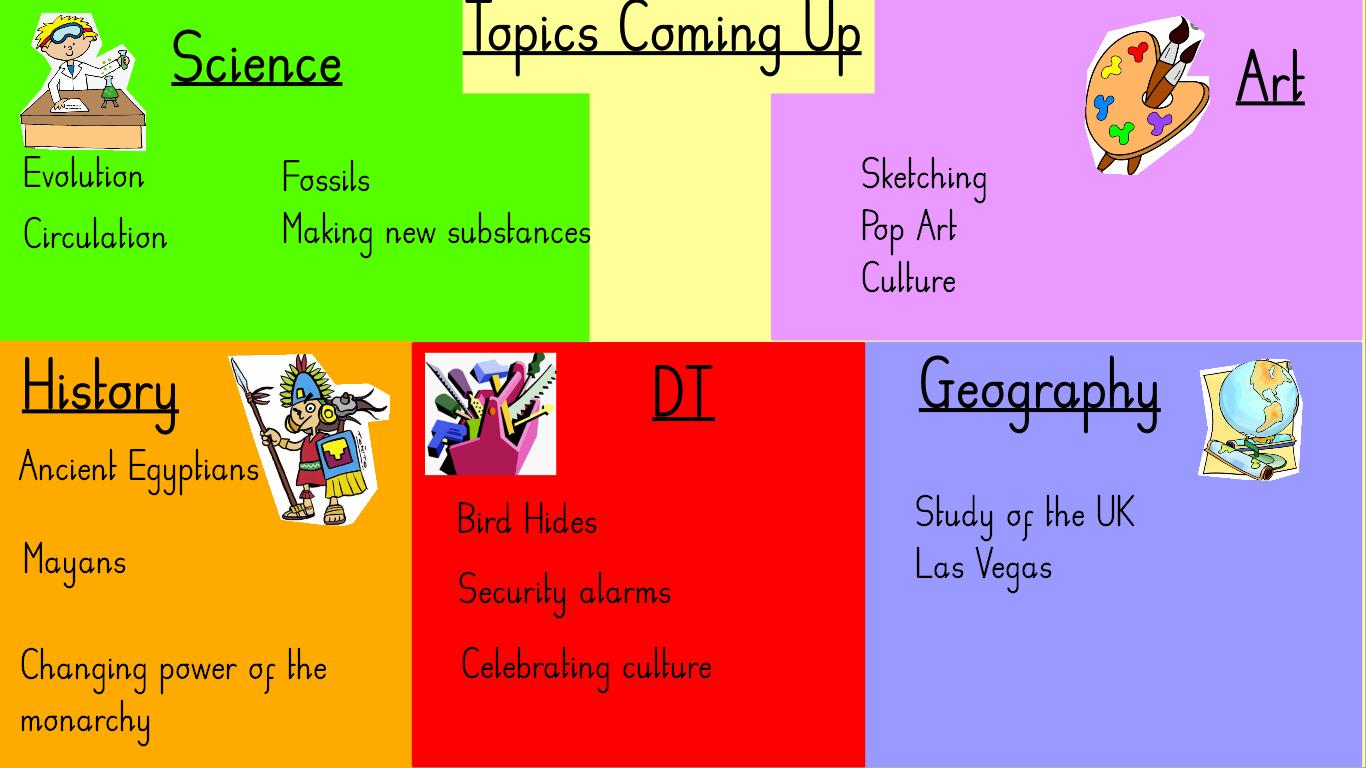 Topics Coming Up
Science
Evolution
Circulation
Fossils
Making new substances
Art
Sketching
Pop Art
Culture
History
Ancient Egyptians
Mayans
Changing power of the
monarchy
DT
Bird Hides
Security alarms
Celebrating culture
Geography
Study of the UK
Las Vegas